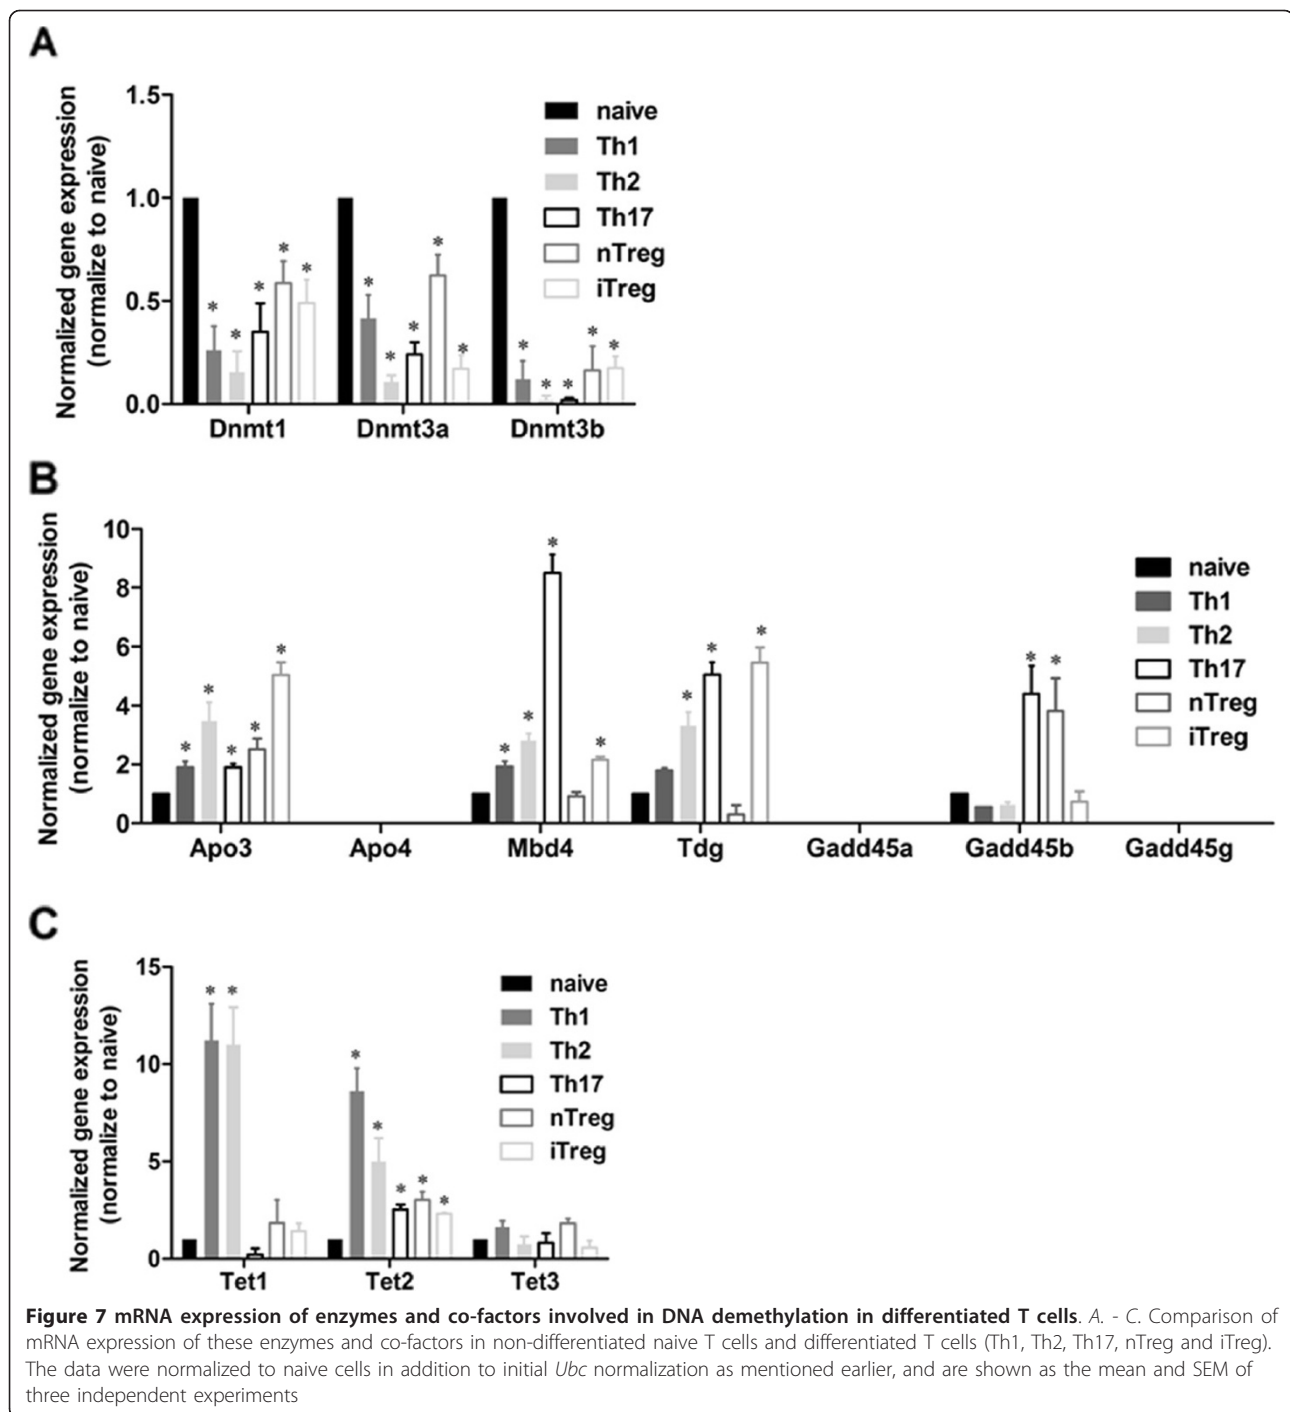 A
Normalized gene expression
(normalize to naive)
1.5
1.0
0.5
0.0
naive
Th1
Th2
Th17
nTreg
iTreg
* * * * *
* * * * *
* * * * *
Dnmt1 Dnmt3a Dnmt3b
B
Normalized gene expression
(normalize to naive)
10
8
6
4
2
0
naive
Th1
Th2
Th17
nTreg
iTreg
* * * * *
* * * *
* * *
* *
Apo3 Apo4 Mbd4 Tdg Gadd45a Gadd45b Gadd45g
C
Normalized gene expression
(normalize to naive)
15
10
5
0
naive
Th1
Th2
Th17
nTreg
iTreg
* *
* * * * *
Tet1 Tet2 Tet3
Figure 7 mRNA expression of enzymes and co-factors involved in DNA demethylation in differentiated T cells. A. - C. Comparison of
mRNA expression of these enzymes and co-factors in non-differentiated naive T cells and differentiated T cells (Th1, Th2, Th17, nTreg and iTreg).
The data were normalized to naive cells in addition to initial Ubc normalization as mentioned earlier, and are shown as the mean and SEM of
three independent experiments